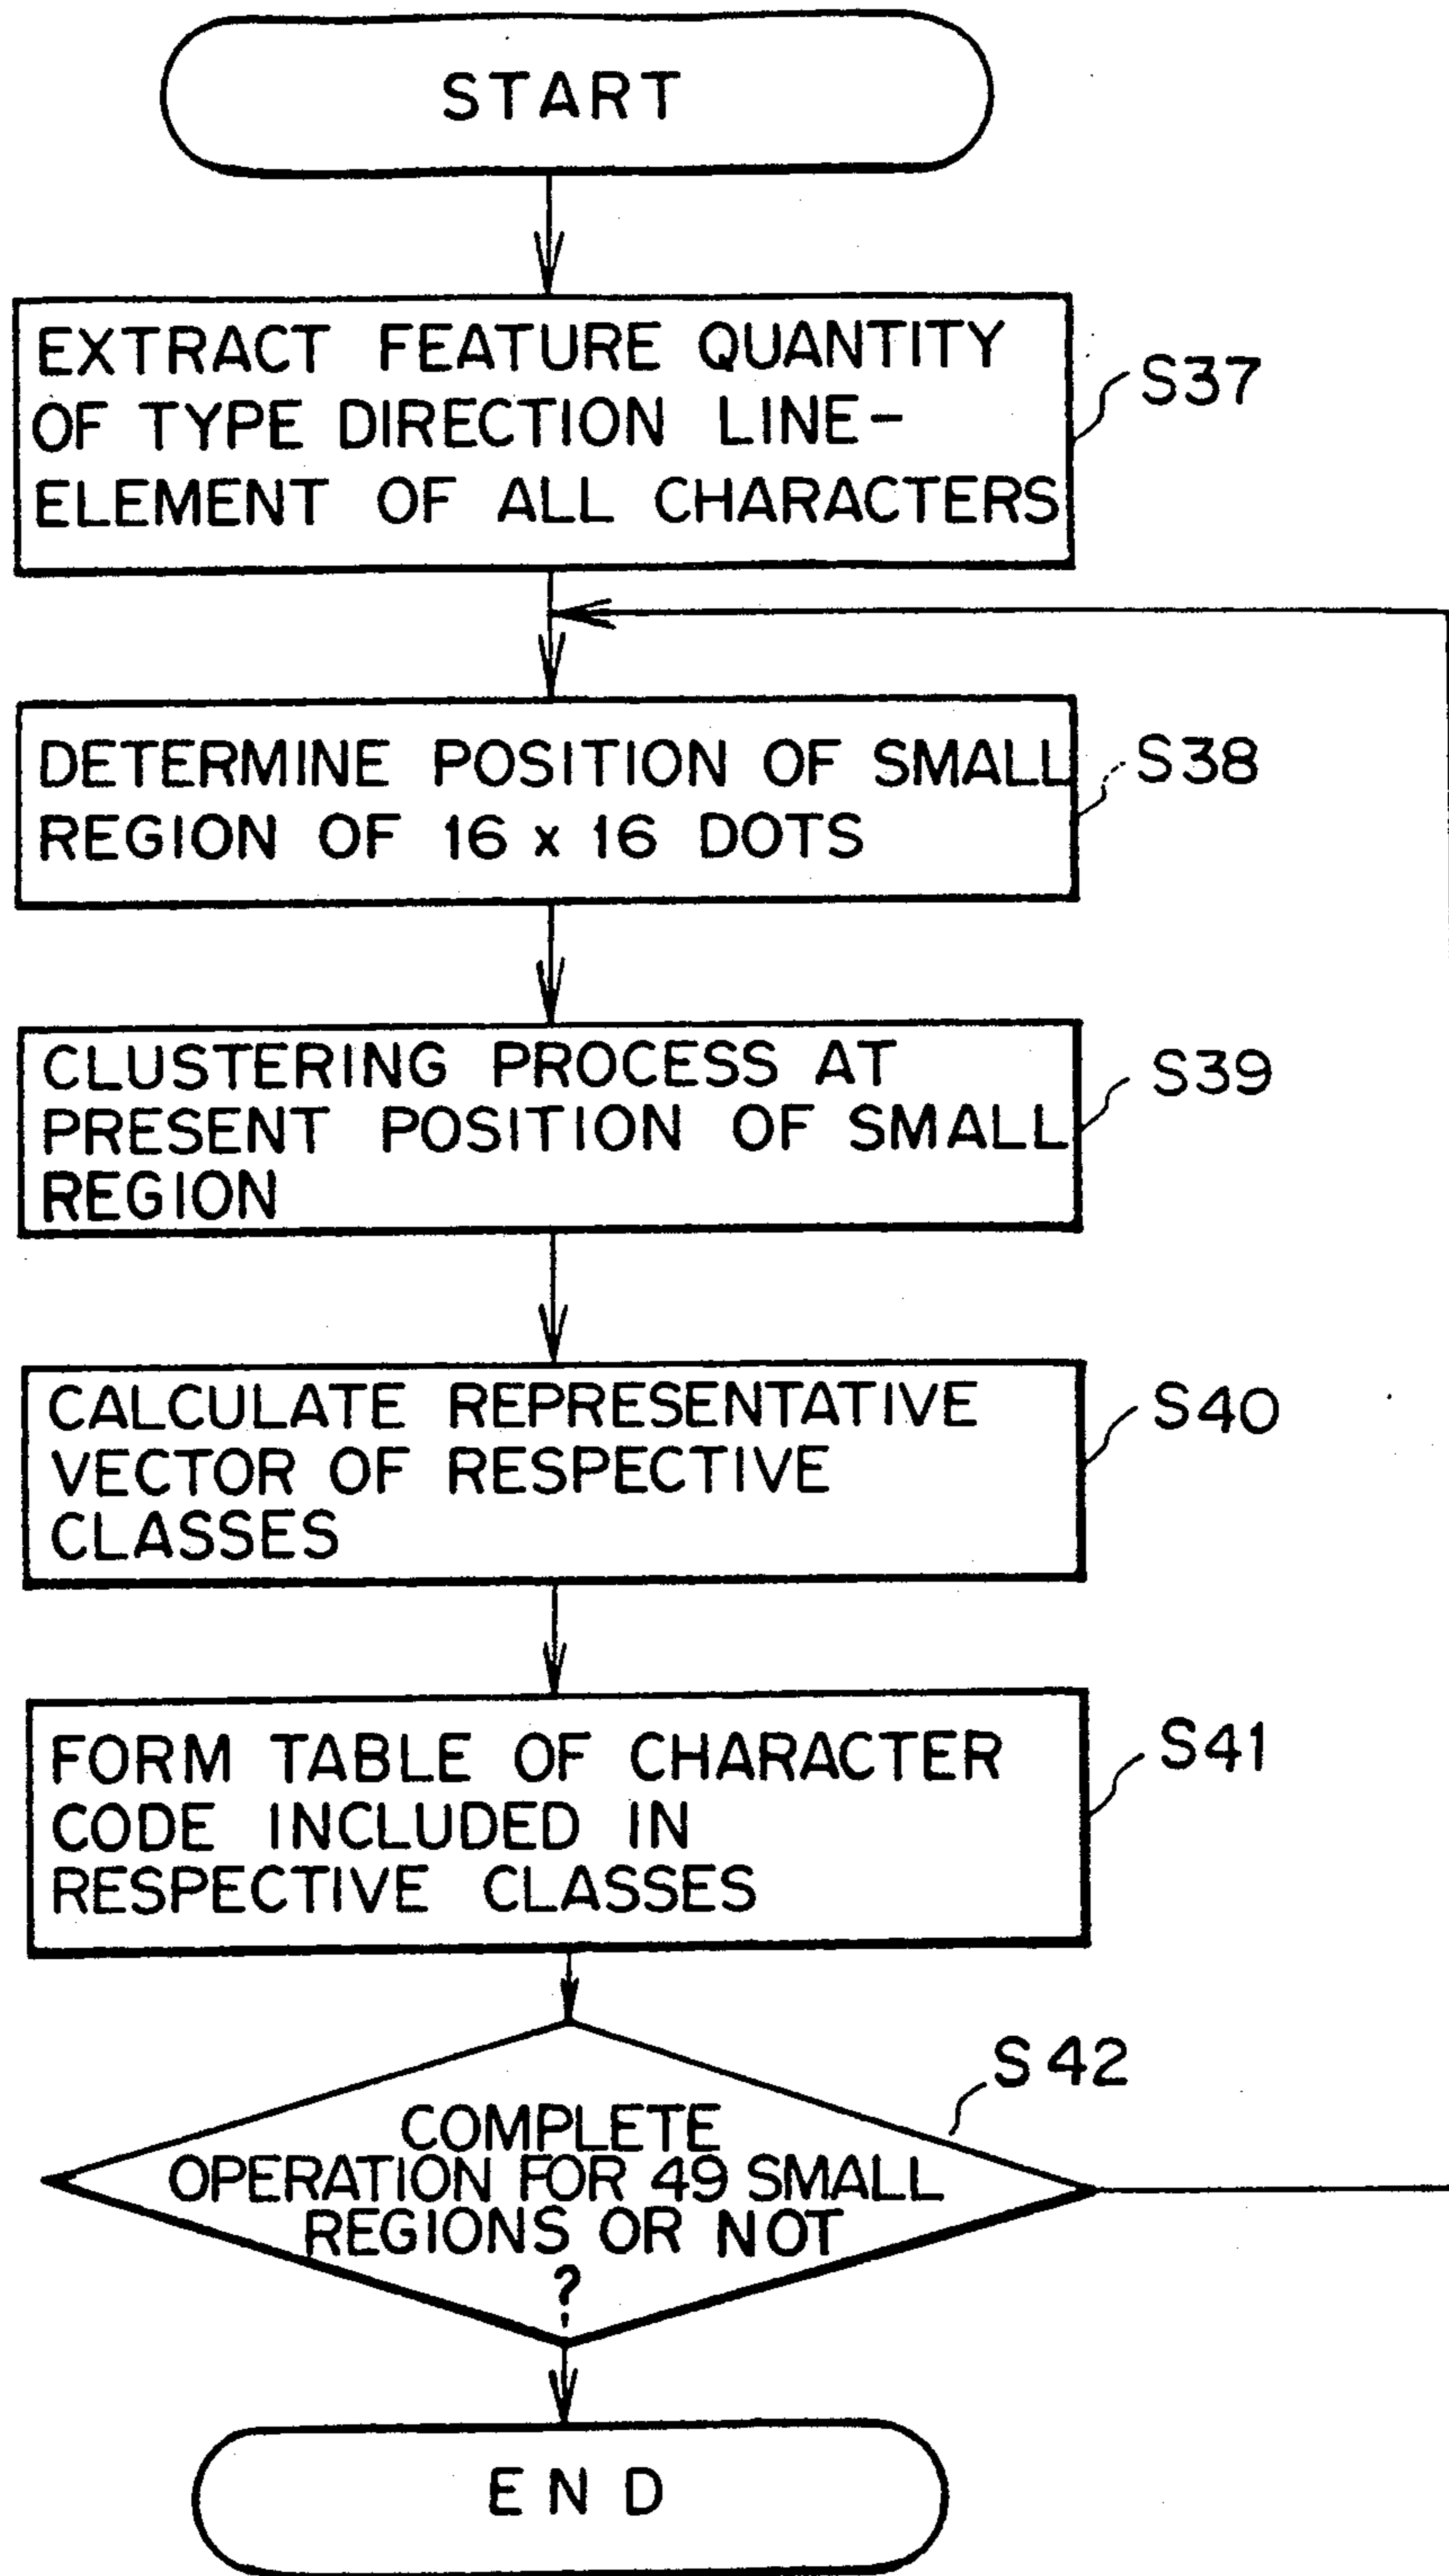 START
EXTRACT FEATURE QUANTITY
OF TYPE DIRECTION LINE-
ELEMENT OF ALL CHARACTERS
S37
DETERMINE POSITION OF SMALL
REGION OF 16 x 16 DOTS
S38
CLUSTERING PROCESS AT
PRESENT POSITION OF SMALL
REGION
S39
CALCULATE REPRESENTATIVE
VECTOR OF RESPECTIVE
CLASSES
S40
FORM TABLE OF CHARACTER
CODE INCLUDED IN
RESPECTIVE CLASSES
S41
S42
COMPLETE
OPERATION FOR 49 SMALL
REGIONS OR NOT
?
END